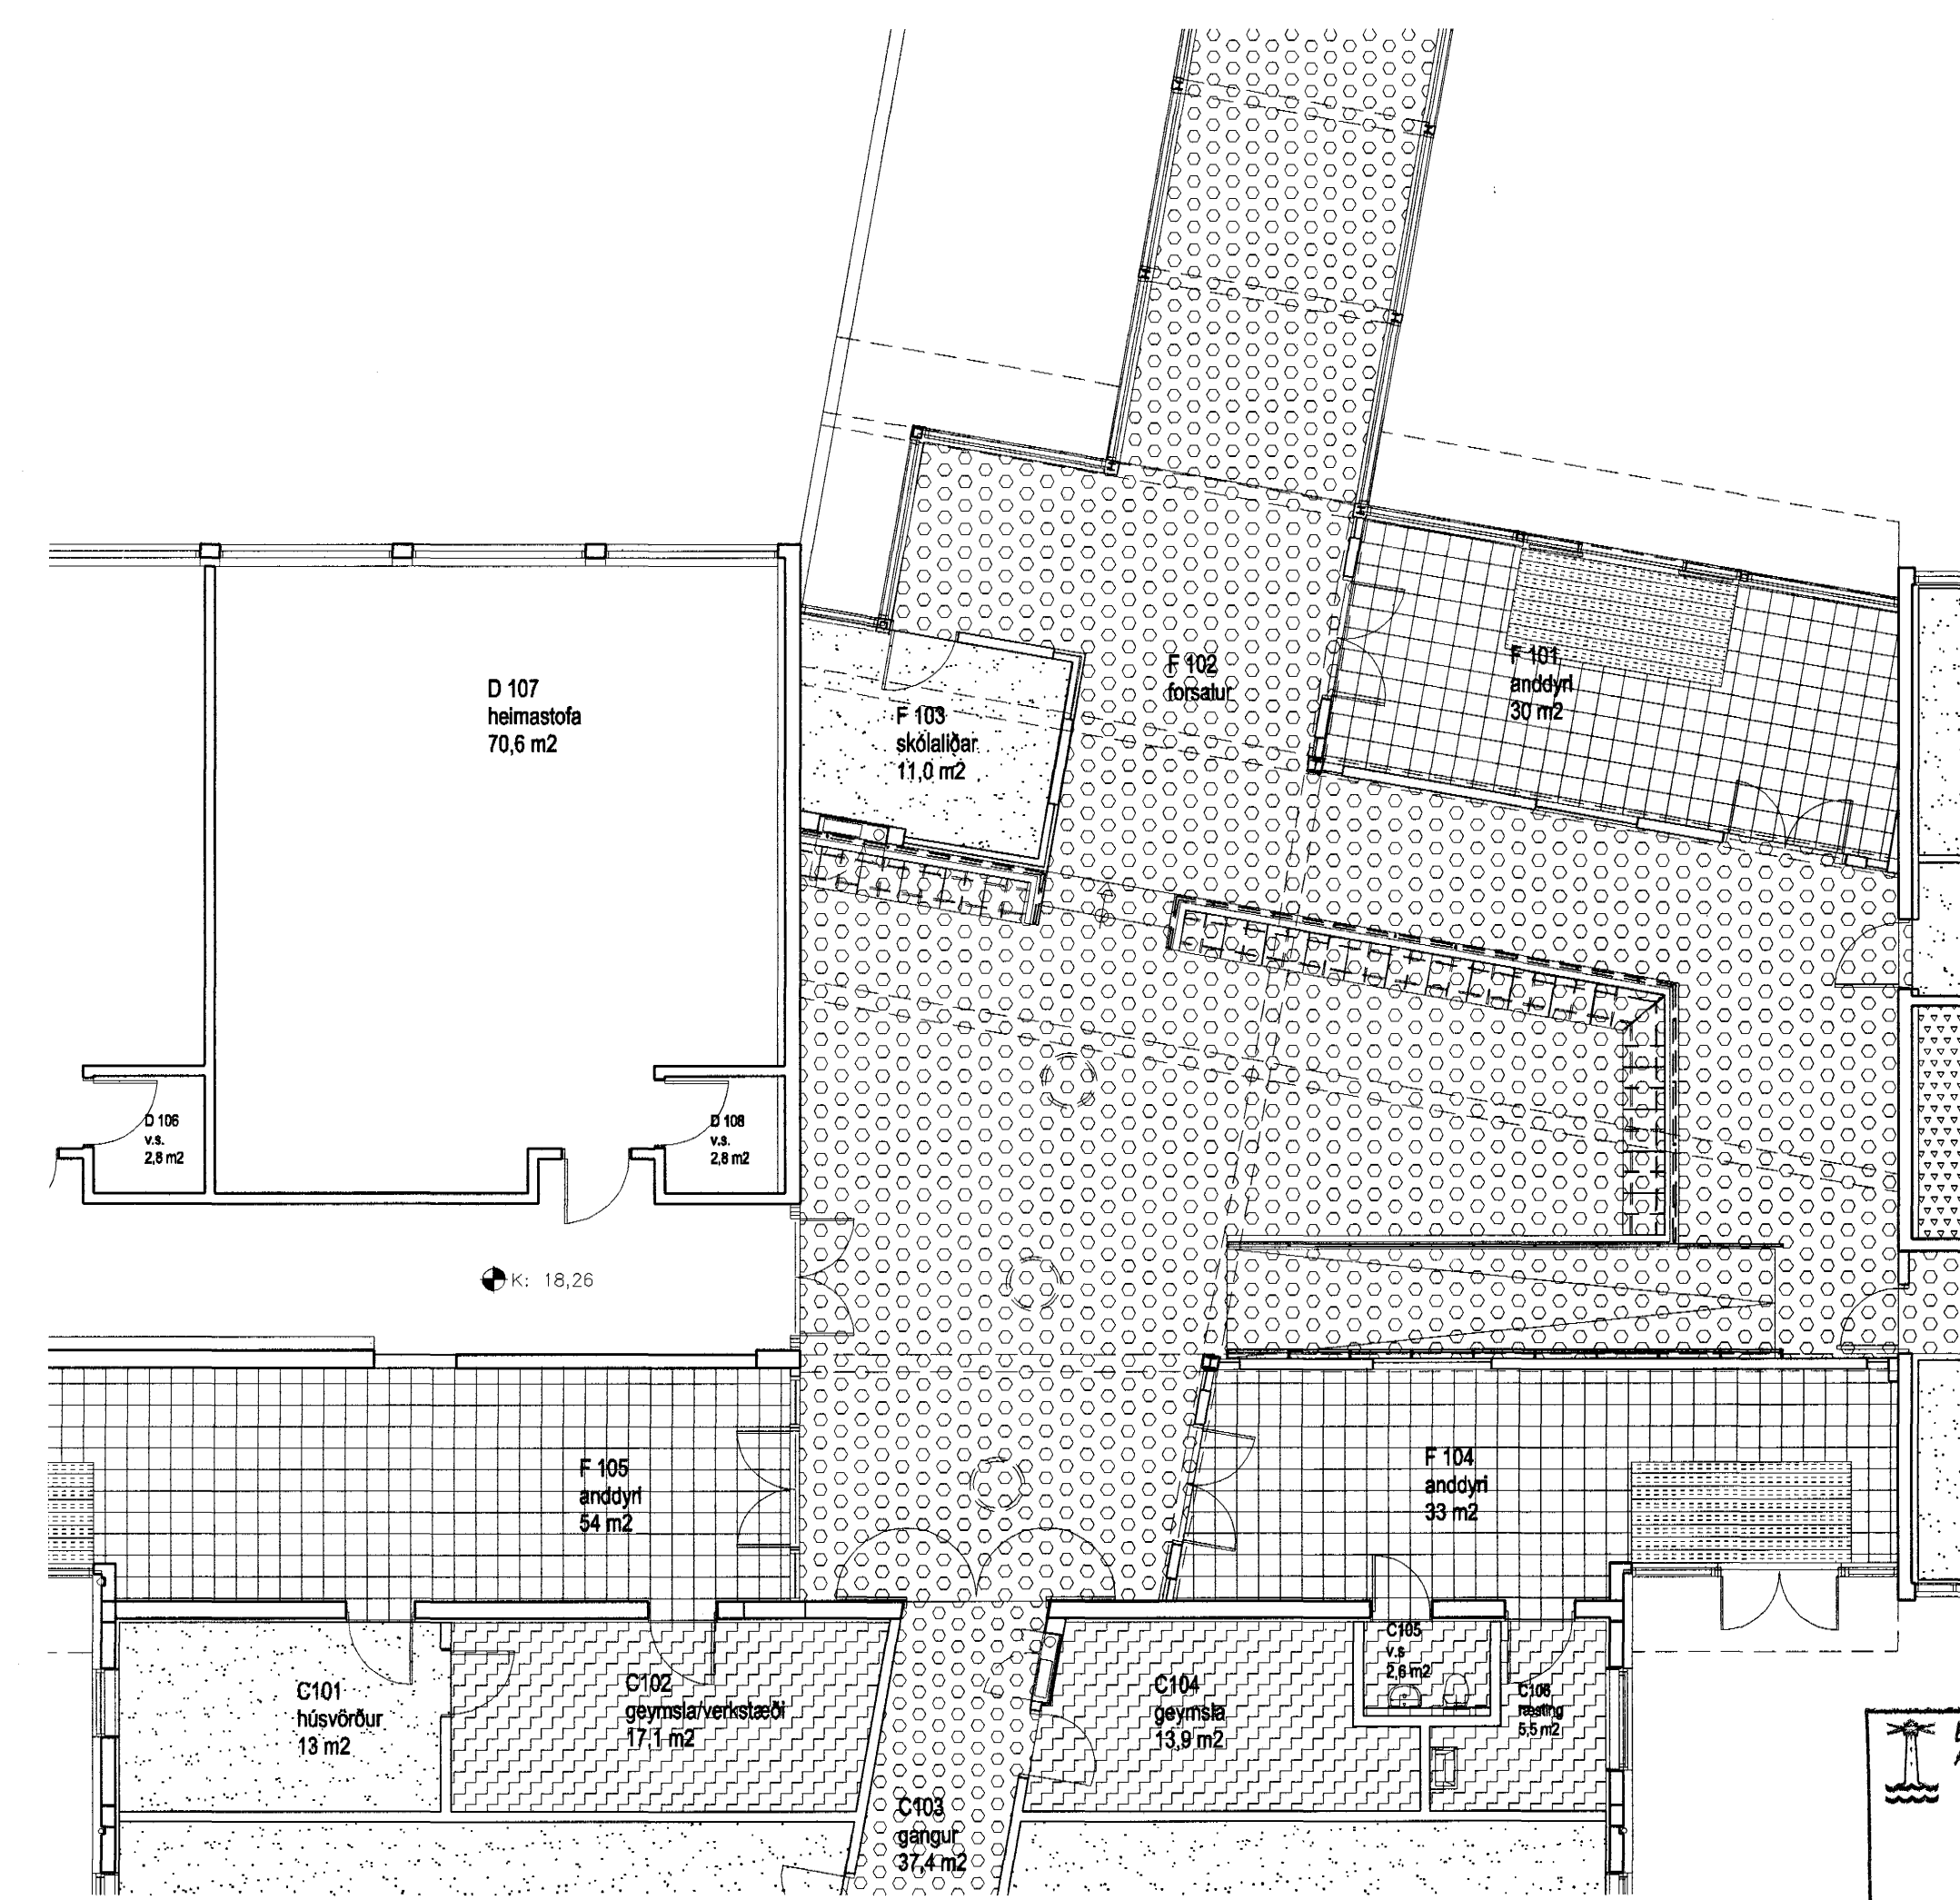 F 102
forsalur
F 101
anddyri
30 m2
D 107
heimastofa
70,6 m2
F 103
skólaliðar
11,0 m2
D 106
v.s.
2,8 m2
D 108
v.s.
2,8 m2
K: 18,26
F 105
anddyri
54 m2
F 104
anddyri
33 m2
C101
húsvörður
13 m2
C102
geymsla/verkstæði
17,1 m2
C104
geymsla
13,9 m2
C105
v.s
2,6 m2
C106
ræsting
5,5 m2
C103
gangur
37,4 m2